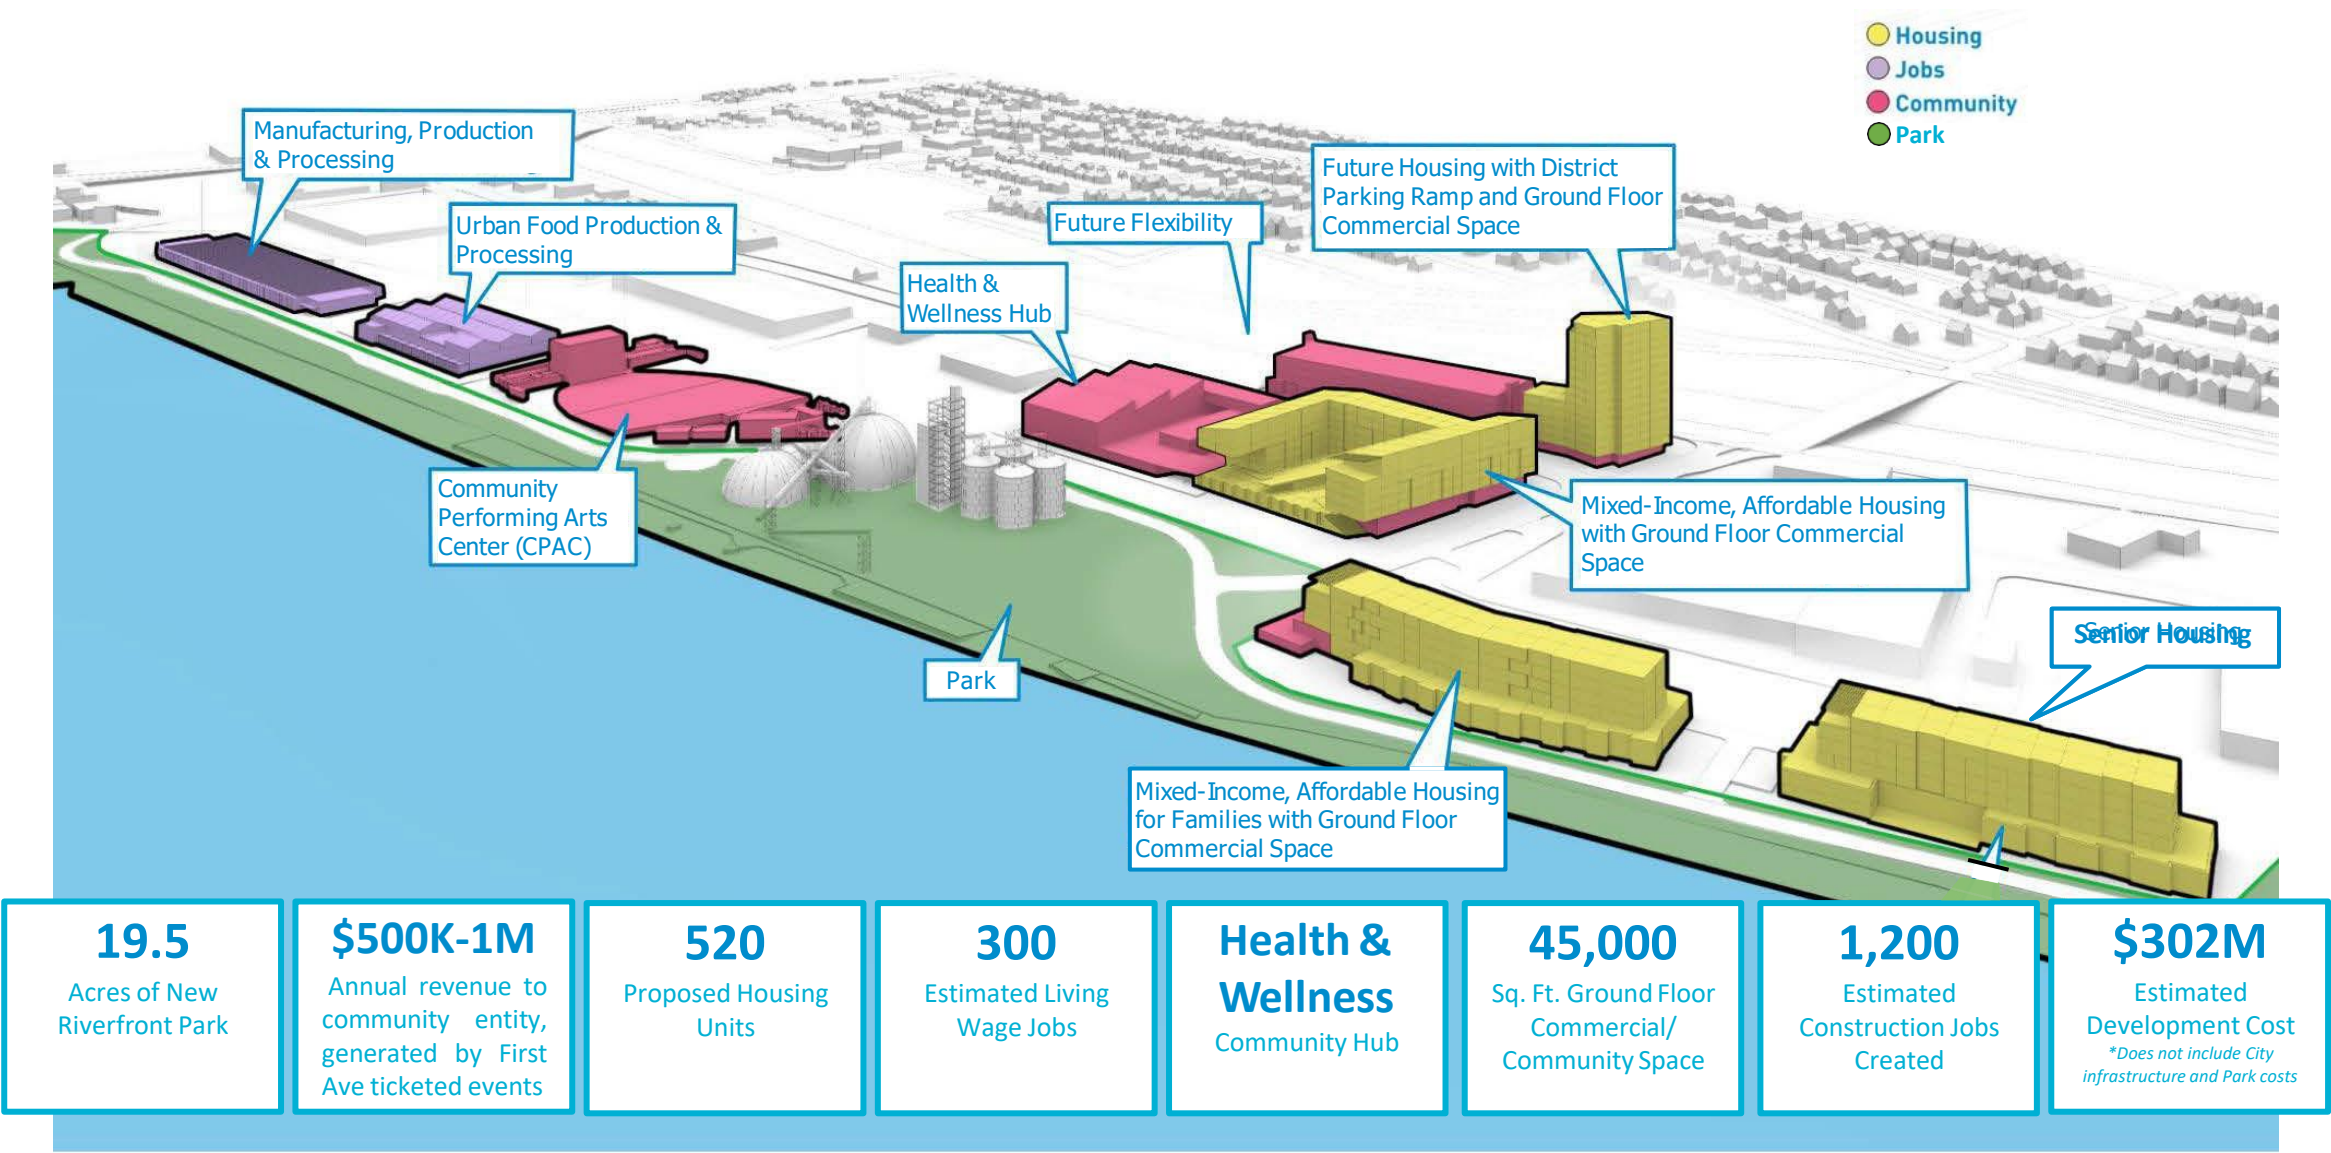 Housing
Jobs
Community
Park
Manufacturing, Production
& Processing
Urban Food Production &
Processing
Community
Performing Arts
Center (CPAC)
Health &
Wellness Hub
Future Flexibility
Future Housing with District
Parking Ramp and Ground Floor
Commercial Space
Mixed-Income, Affordable Housing
with Ground Floor Commercial
Space
Park
Mixed-Income, Affordable Housing
for Families with Ground Floor
Commercial Space
Senior Housing
Senior Housing
19.5
Acres of New
Riverfront Park
$500K-1M
Annual revenue to
community entity,
generated by First
Ave ticketed events
520
Proposed Housing
Units
300
Estimated Living
Wage Jobs
Health &
Wellness
Community Hub
45,000
Sq. Ft. Ground Floor
Commercial/
Community Space
1,200
Estimated
Construction Jobs
Created
$302M
Estimated
Development Cost
*Does not include City
infrastructure and Park costs